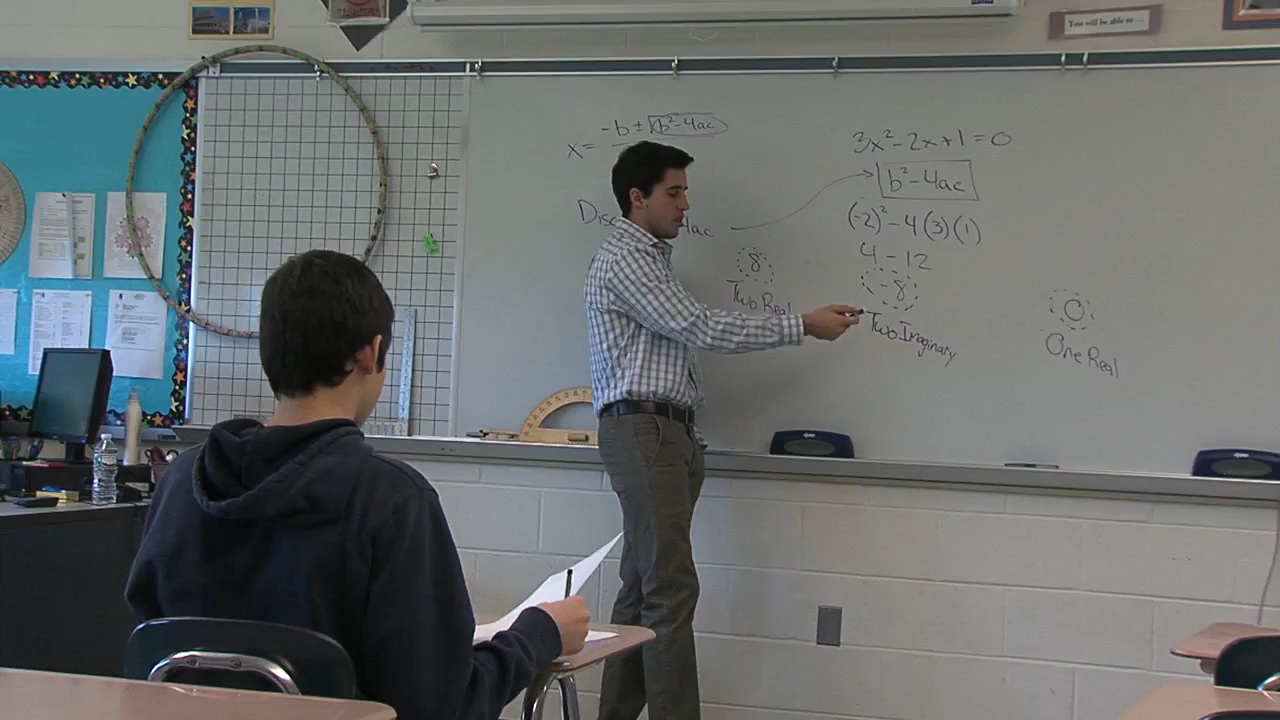 You will be able to ...
-b ± √b²-4ac
x=
Disc
4ac
8
Two Real
3x²-2x+1=0
b²-4ac
(-2)²-4(3)(1)
4-12
-8
Two Imaginary
0
One Real